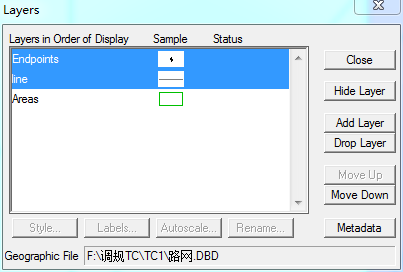 Layers
Layers in Order of Display Sample Status
Endpoints
line
Areas
Close
Hide Layer
Add Layer
Drop Layer
Move Up
Move Down
Style... Labels... Autoscale... Rename... Metadata
Geographic File F:\调规TC\TC1\路网.DBD